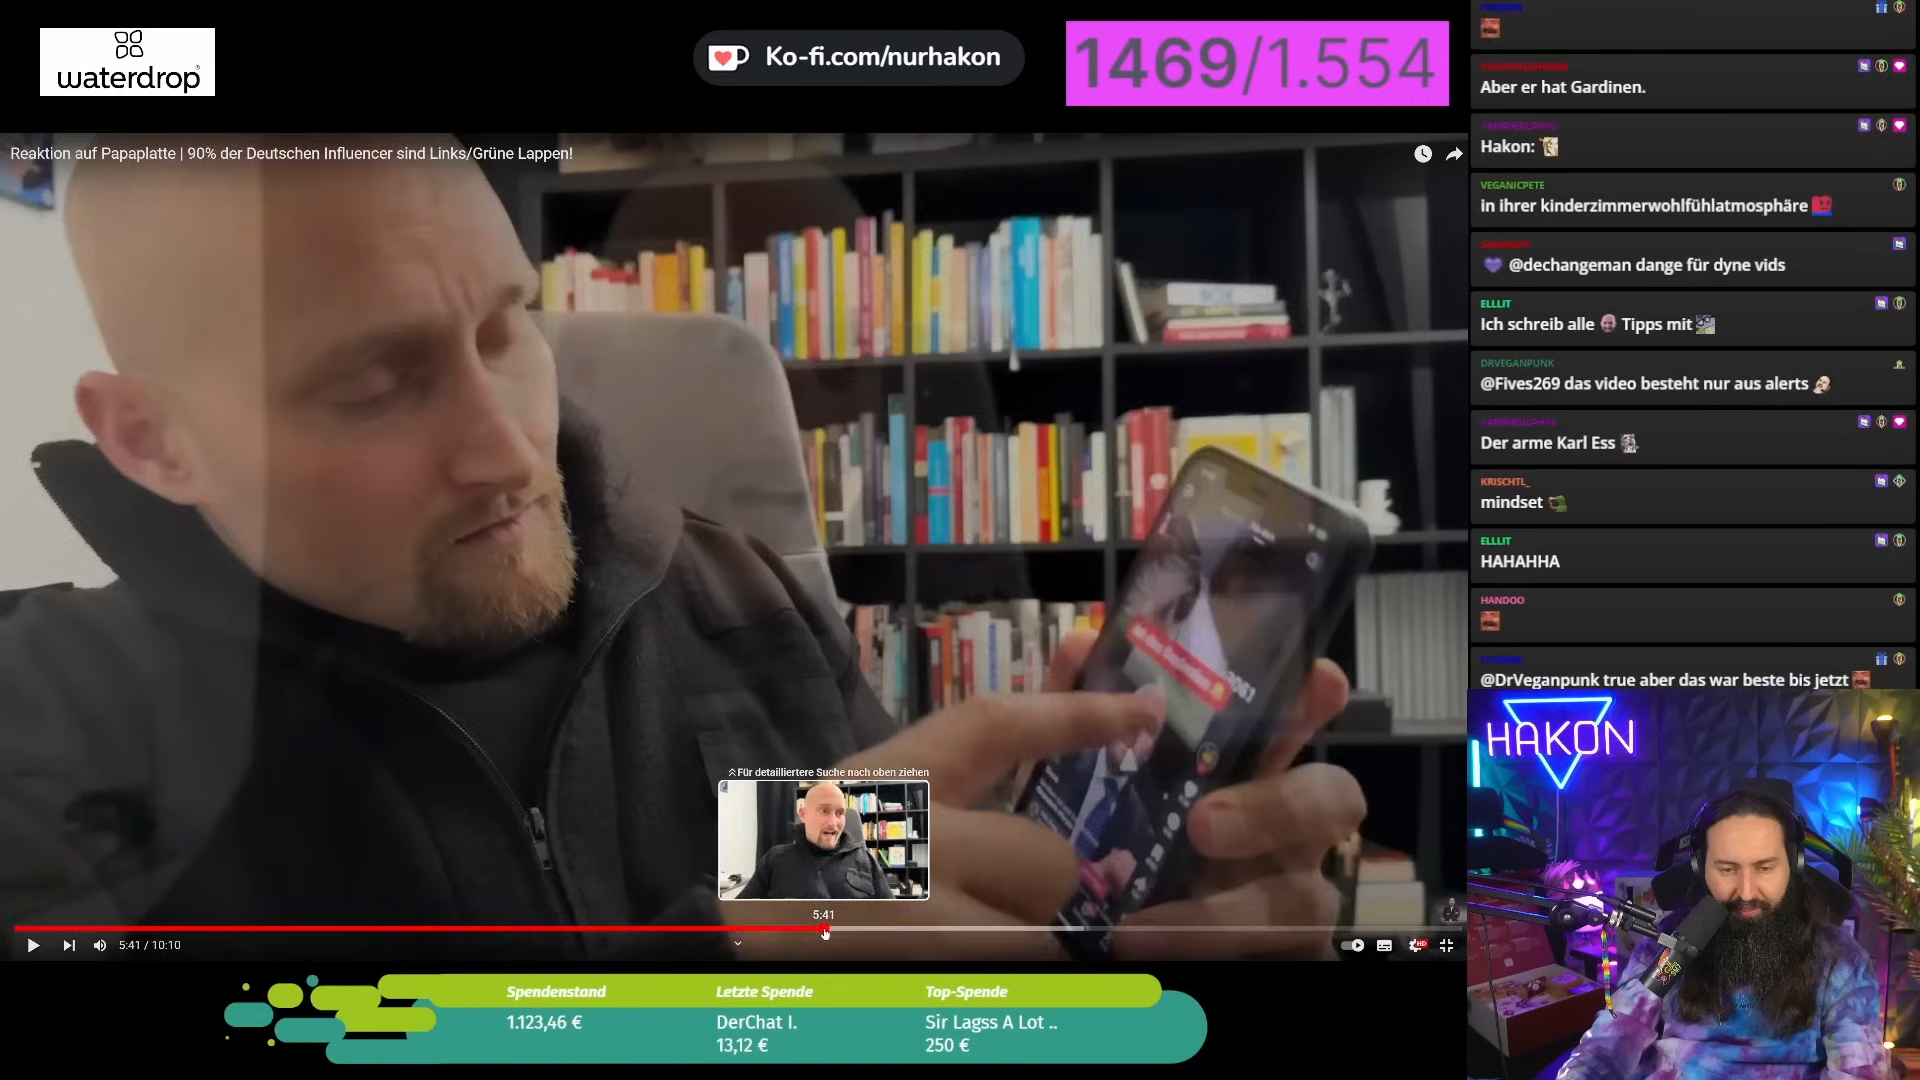 waterdrop
Ko-fi.com/nurhakon
1469/1.554
Reaktion auf Papaplatte | 90% der Deutschen Influencer sind Links/Grüne Lappen!
Für detailliertere Suche nach oben ziehen
5:41
5:41 / 10:10
HD
Spendenstand
1.123,46 €
Letzte Spende
DerChat I.
13,12 €
Top-Spende
Sir Lagss A Lot ..
250 €
Aber er hat Gardinen.
Hakon:
VEGANICPETE
in ihrer kinderzimmerwohlfühlatmosphäre
@dechangeman dange für dyne vids
ELLLIT
Ich schreib alle Tipps mit
DRVEGANPUNK
@Fives269 das video besteht nur aus alerts
Der arme Karl Ess
KRISCHTL_
mindset
ELLLIT
HAHAHHA
HANDOO
@DrVeganpunk true aber das war beste bis jetzt
HAKON